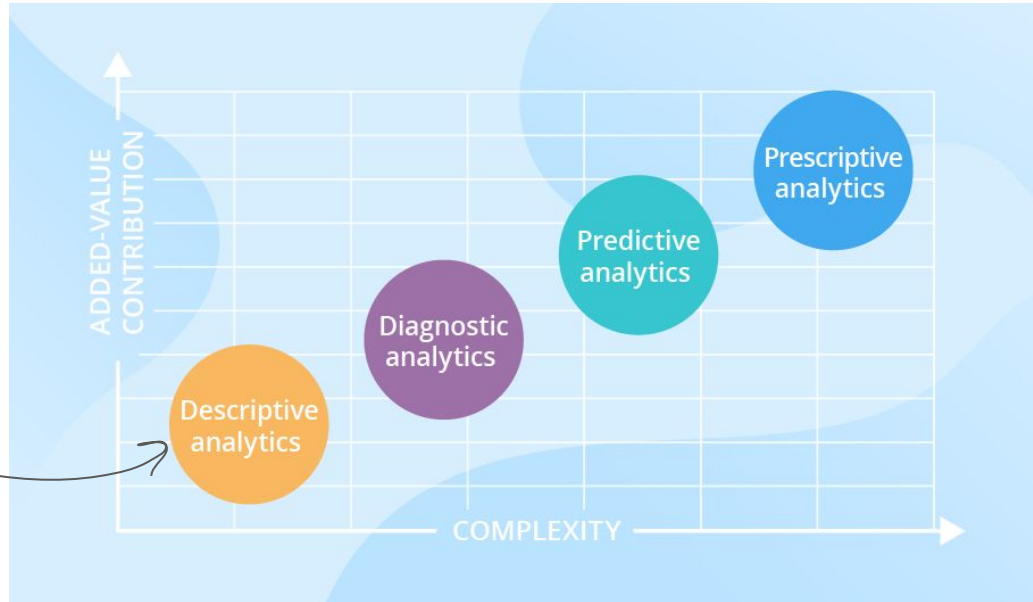 ADDED-VALUE
CONTRIBUTION
Prescriptive
analytics
Predictive
analytics
Diagnostic
analytics
Descriptive
analytics
COMPLEXITY